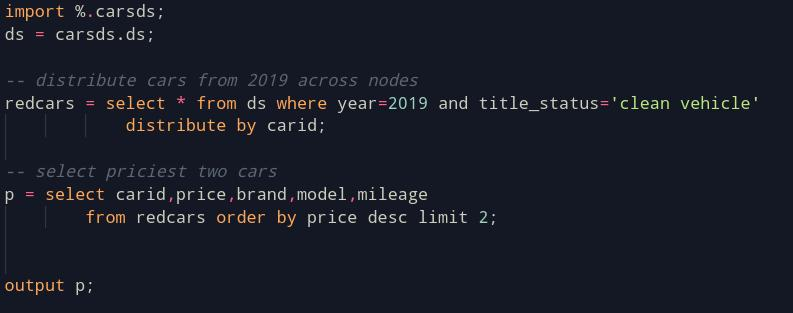 import %.carsds;
ds = carsds.ds;
-- distribute cars from 2019 across nodes
redcars = select * from ds where year=2019 and title_status='clean vehicle'
distribute by carid;
-- select priciest two cars
p = select carid,price,brand,model,mileage
from redcars order by price desc limit 2;
output p;